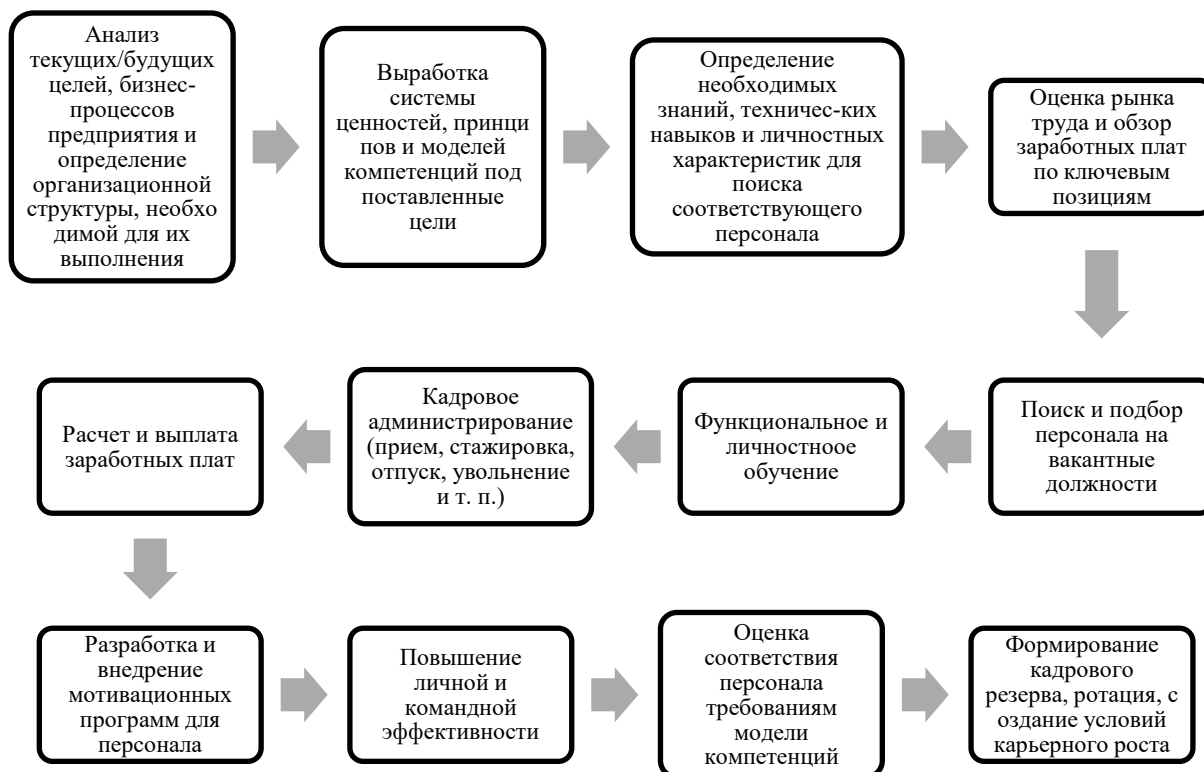 Анализ
текущих/будущих
целей, бизнес-
процессов
предприятия и
определение
организационной
структуры, необхо
димой для их
выполнения
Выработка
системы
ценностей, принци
пов и моделей
компетенций под
поставленные
цели
Определение
необходимых
знаний, техничес-ких
навыков и личностных
характеристик для
поиска
соответствующего
персонала
Оценка рынка
труда и обзор
заработных плат
по ключевым
позициям
Поиск и подбор
персонала на
вакантные
должности
Функциональное и
личностноое
обучение
Кадровое
администрирование
(прием, стажировка,
отпуск, увольнение
и т. п.)
Расчет и выплата
заработных плат
Разработка и
внедрение
мотивационных
программ для
персонала
Повышение
личной и
командной
эффективности
Оценка
соответствия
персонала
требованиям
модели
компетенций
Формирование
кадрового
резерва, ротация, с
оздание условий
карьерного роста